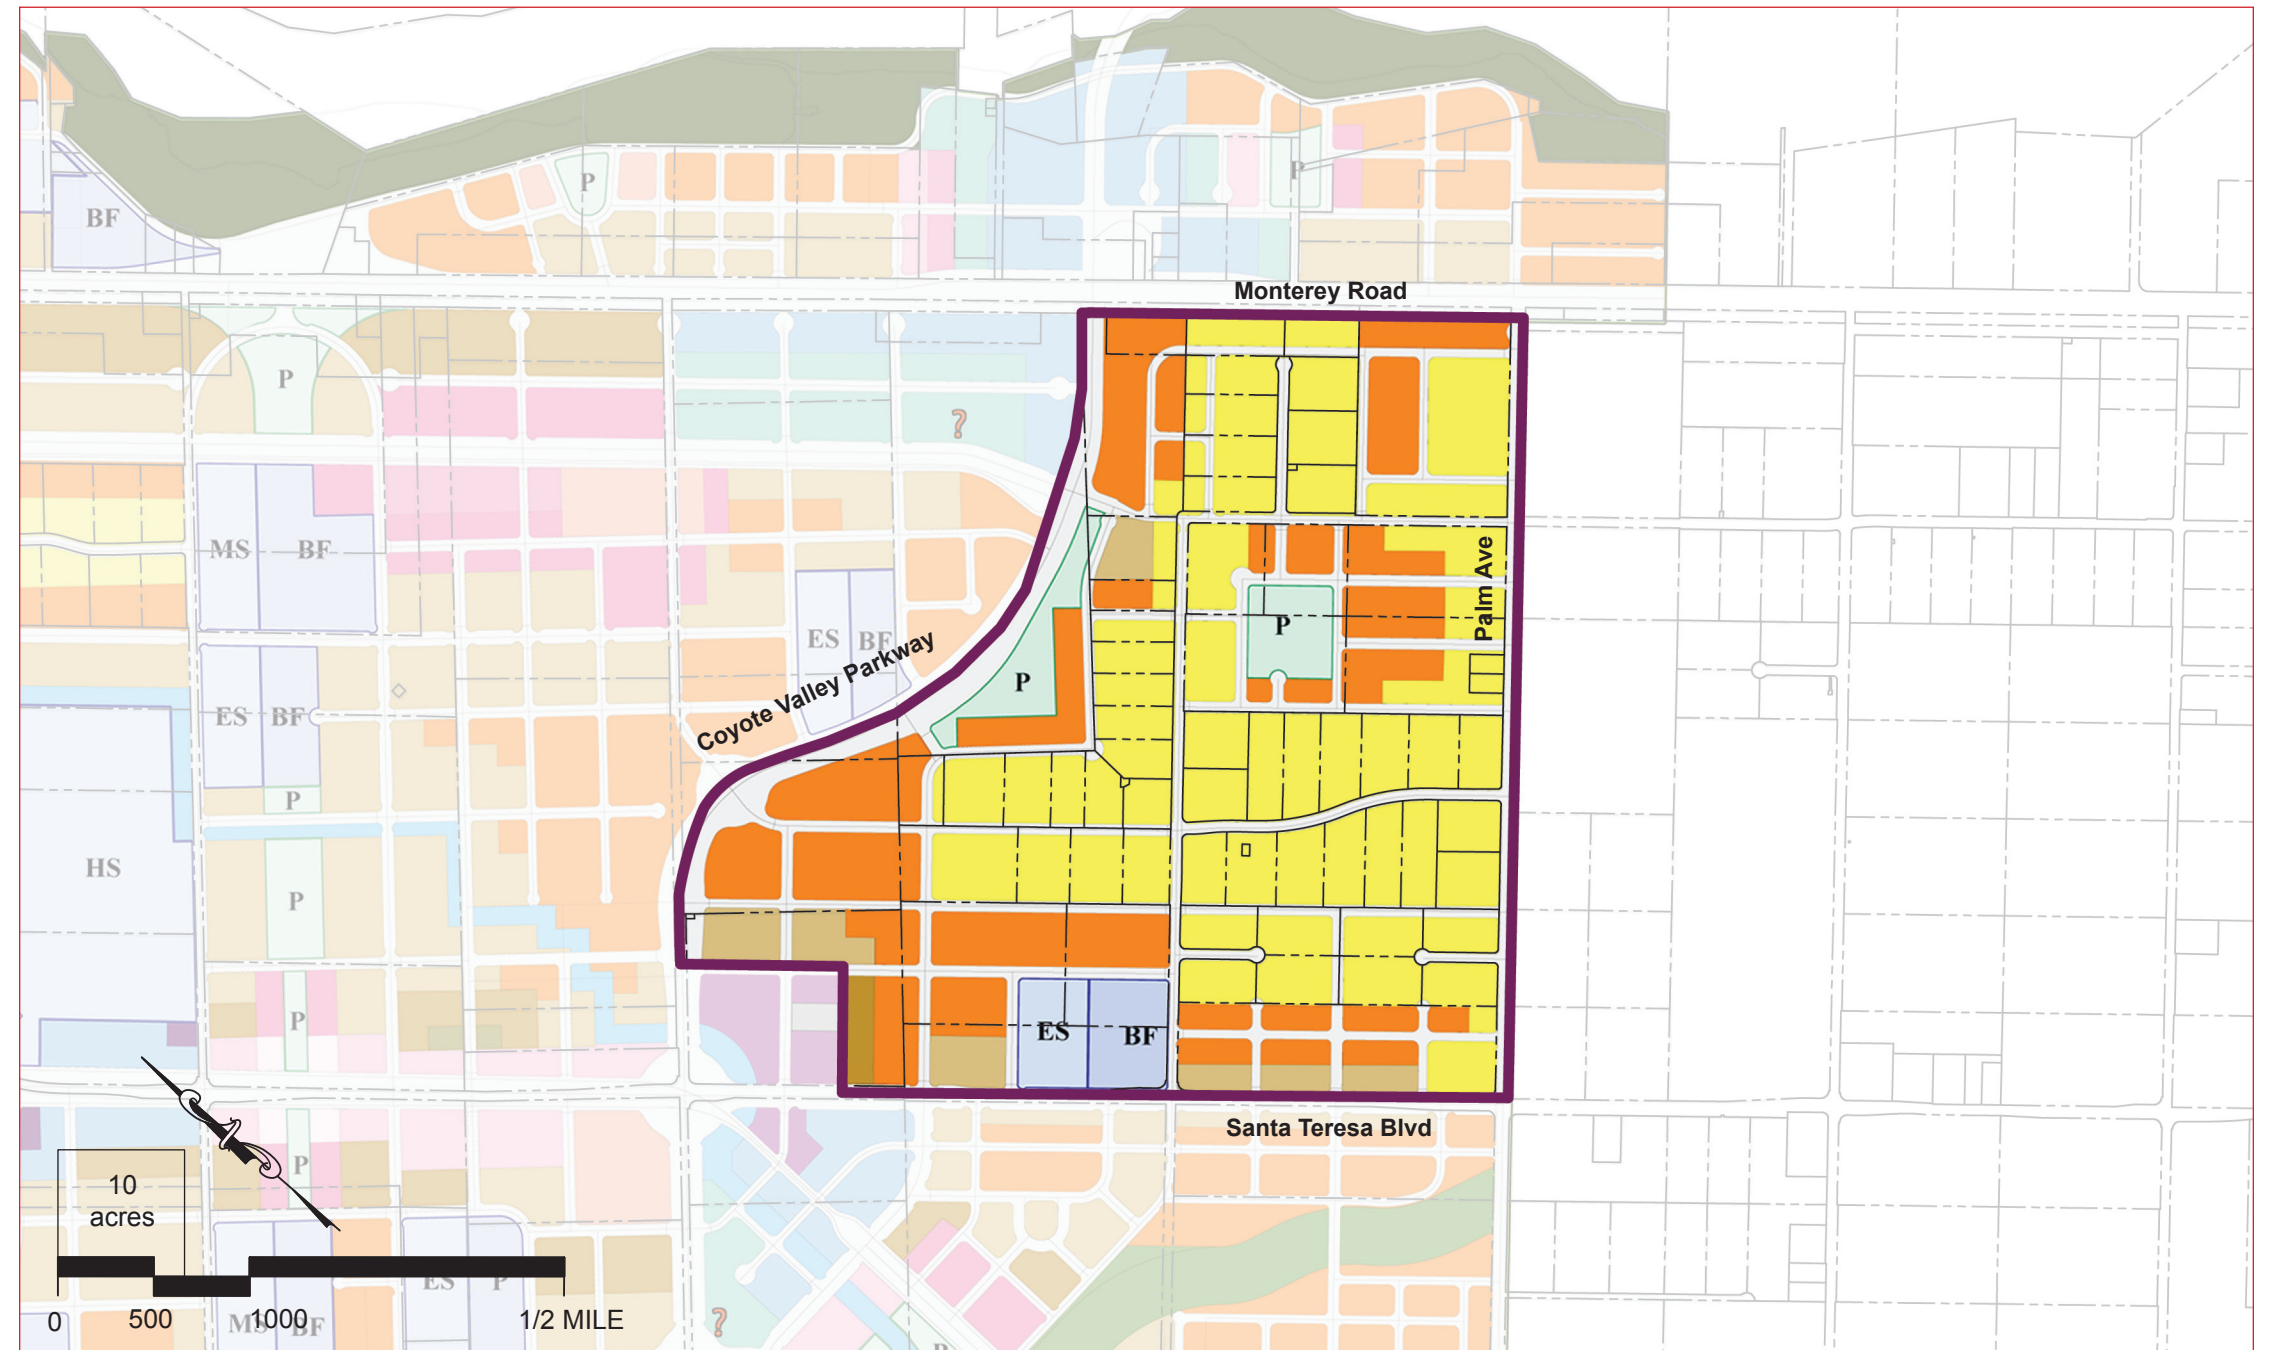 P
P
BF
Monterey Road
P
?
MS
BF
Palm Ave
P
ES
BF
P
Coyote Valley Parkway
ES
BF
P
HS
P
P
ES
BF
Santa Teresa Blvd
P
10
acres
ES
P
0
500
1000
1/2 MILE
MS
BF
?
P